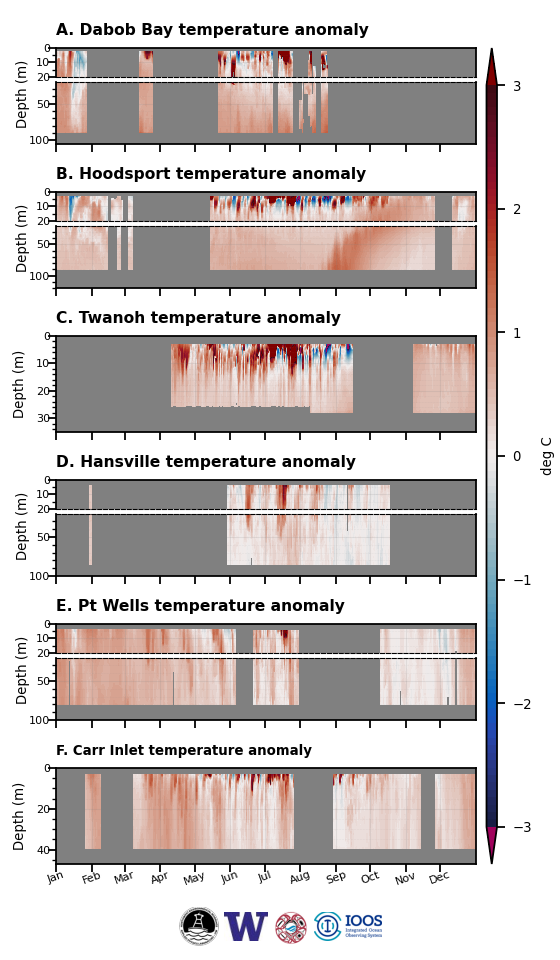 A. Dabob Bay temperature anomaly
0
10
20
50
100
Depth (m)
B. Hoodsport temperature anomaly
0
10
20
50
100
Depth (m)
C. Twanoh temperature anomaly
0
10
20
30
Depth (m)
D. Hansville temperature anomaly
0
10
20
50
100
Depth (m)
E. Pt Wells temperature anomaly
0
10
20
50
100
Depth (m)
F. Carr Inlet temperature anomaly
0
20
40
Depth (m)
Jan Feb Mar Apr May Jun Jul Aug Sep Oct Nov Dec
3
2
1
0
−1
−2
−3
deg C
W
IOOS
Integrated Ocean
Observing System